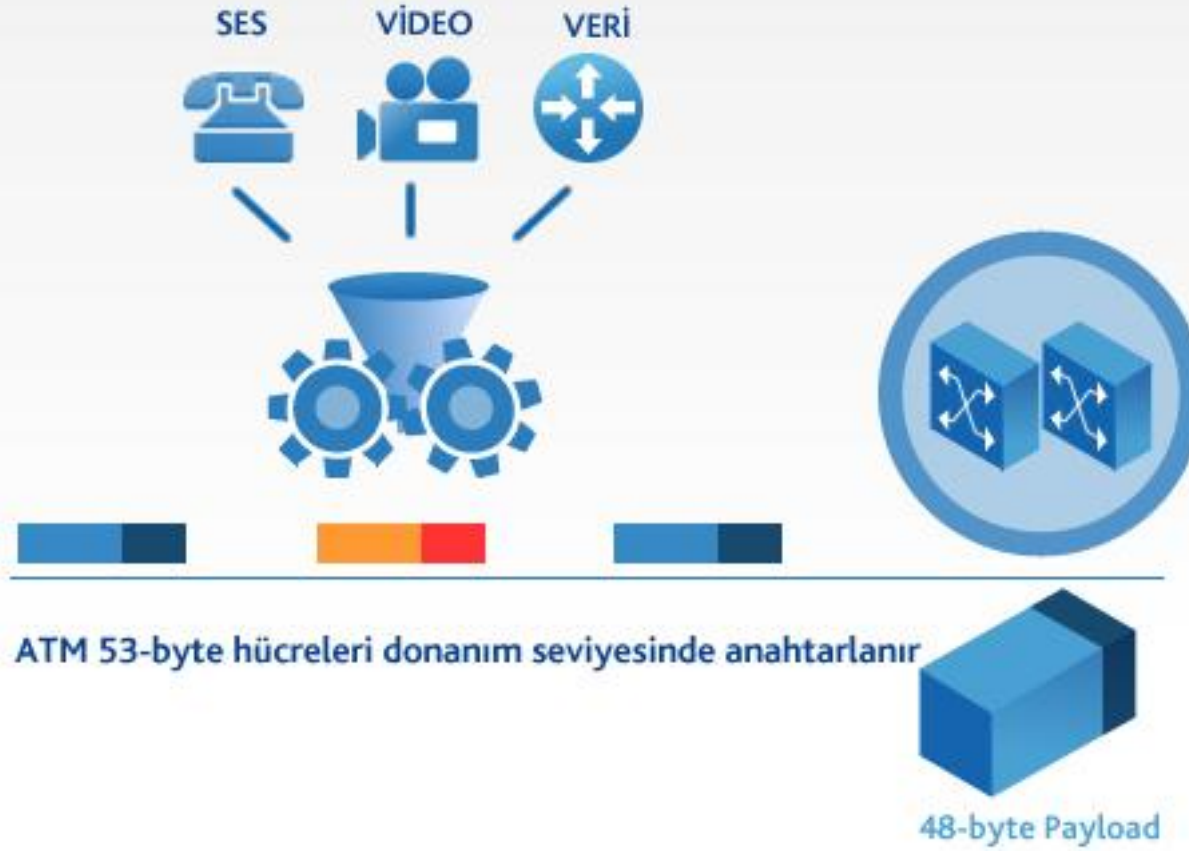 SES VİDEO VERİ
ATM 53-byte hücreleri donanım seviyesinde anahtarlanır
48-byte Payload